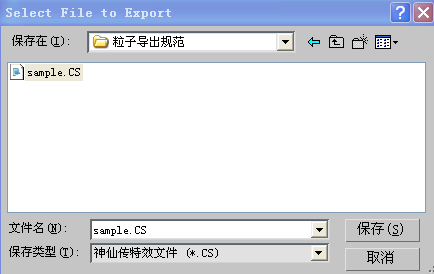 Select File to Export
保存在(I): 粒子导出规范
sample.CS
文件名(N): sample.CS 保存(S)
保存类型(T): 神仙传特效文件 (*.CS) 取消